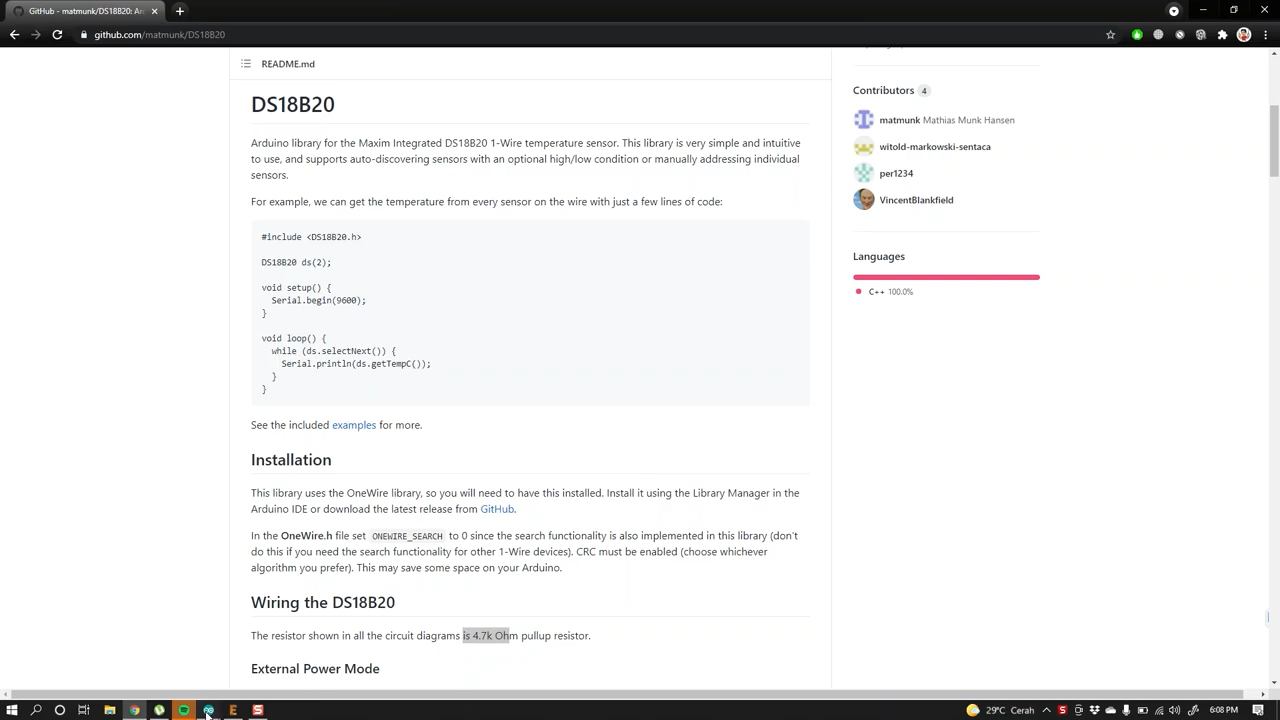 GitHub - matmunk/DS18B20: Ar
github.com/matmunk/DS18B20
README.md
DS18B20
Arduino library for the Maxim Integrated DS18B20 1-Wire temperature sensor. This library is very simple and intuitive
to use, and supports auto-discovering sensors with an optional high/low condition or manually addressing individual
sensors.
For example, we can get the temperature from every sensor on the wire with just a few lines of code:
#include <DS18B20.h>
DS18B20 ds(2);
void setup() {
Serial.begin(9600);
}
void loop() {
while (ds.selectNext()) {
Serial.println(ds.getTempC());
}
}
See the included examples for more.
Installation
This library uses the OneWire library, so you will need to have this installed. Install it using the Library Manager in the
Arduino IDE or download the latest release from GitHub.
In the OneWire.h file set ONEWIRE_SEARCH to 0 since the search functionality is also implemented in this library (don't
do this if you need the search functionality for other 1-Wire devices). CRC must be enabled (choose whichever
algorithm you prefer). This may save some space on your Arduino.
Wiring the DS18B20
The resistor shown in all the circuit diagrams is 4.7k Ohm pullup resistor.
External Power Mode
Contributors 4
matmunk Mathias Munk Hansen
witold-markowski-sentaca
per1234
VincentBlankfield
Languages
C++ 100.0%
29°C Cerah
6:08 PM